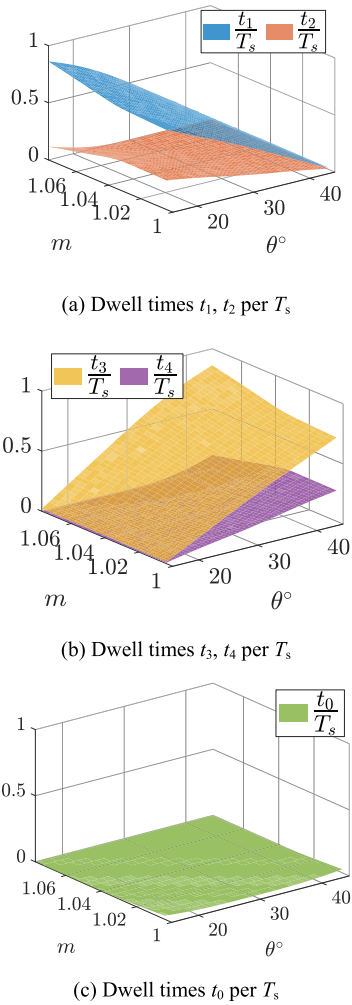 t₁/Tₛ t₂/Tₛ
1
0.5
0
1.06
1.04
1.02
1
20
30
40
m
θ°
(a) Dwell times t₁, t₂ per Tₛ
t₃/Tₛ t₄/Tₛ
1
0.5
0
1.06
1.04
1.02
1
20
30
40
m
θ°
(b) Dwell times t₃, t₄ per Tₛ
t₀/Tₛ
1
0.5
0
1.06
1.04
1.02
1
20
30
40
m
θ°
(c) Dwell times t₀ per Tₛ